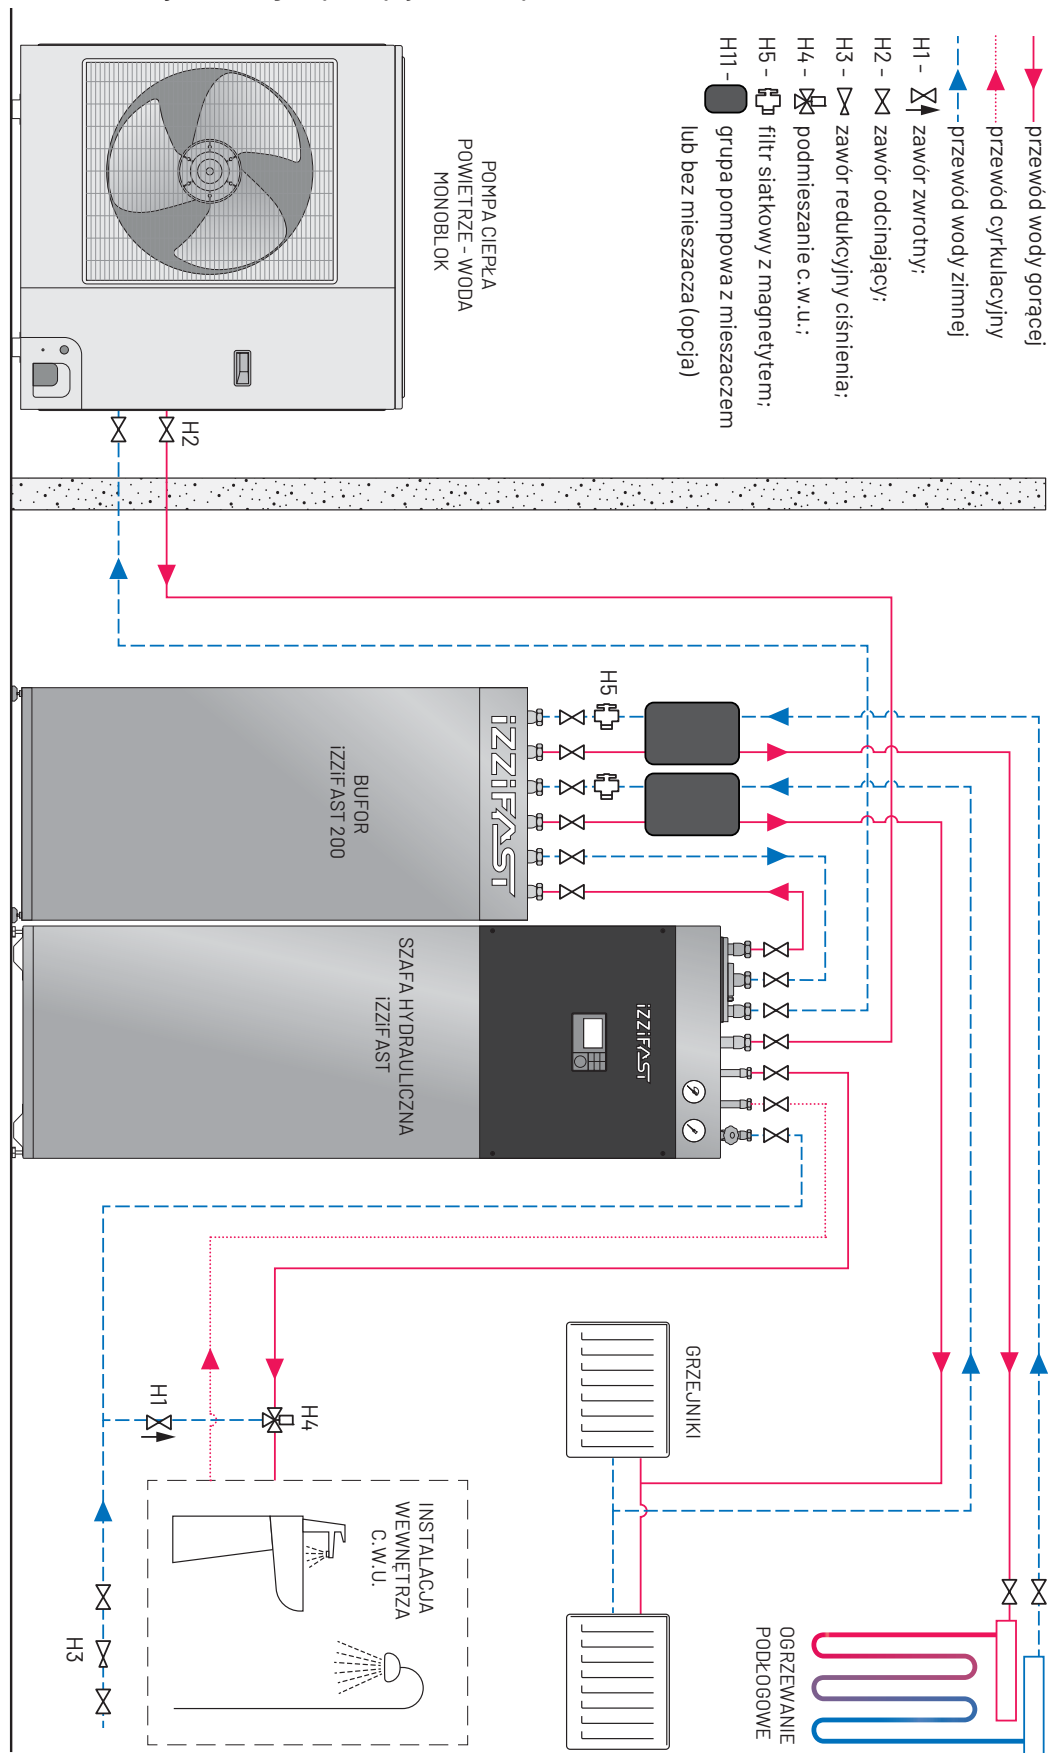 przewód wody gorącej
przewód cyrkulacyjny
przewód wody zimnej
H1 - zawór zwrotny;
H2 - zawór odcinający;
H3 - zawór redukcyjny ciśnienia;
H4 - podmieszanie c.w.u.;
H5 - filtr siatkowy z magnetytem;
H11 - grupa pompowa z mieszaczem
lub bez mieszacza (opcja)
POMPA CIEPŁA
POWIETRZE - WODA
MONOBLOK
H2
H5
iZZiFAST
BUFOR
iZZiFAST 200
iZZiFAST
SZAFA HYDRAULICZNA
iZZiFAST
GRZEJNIKI
H1
H4
INSTALACJA
WEWNĘTRZA
C.W.U.
H3
OGRZEWANIE
PODŁOGOWE